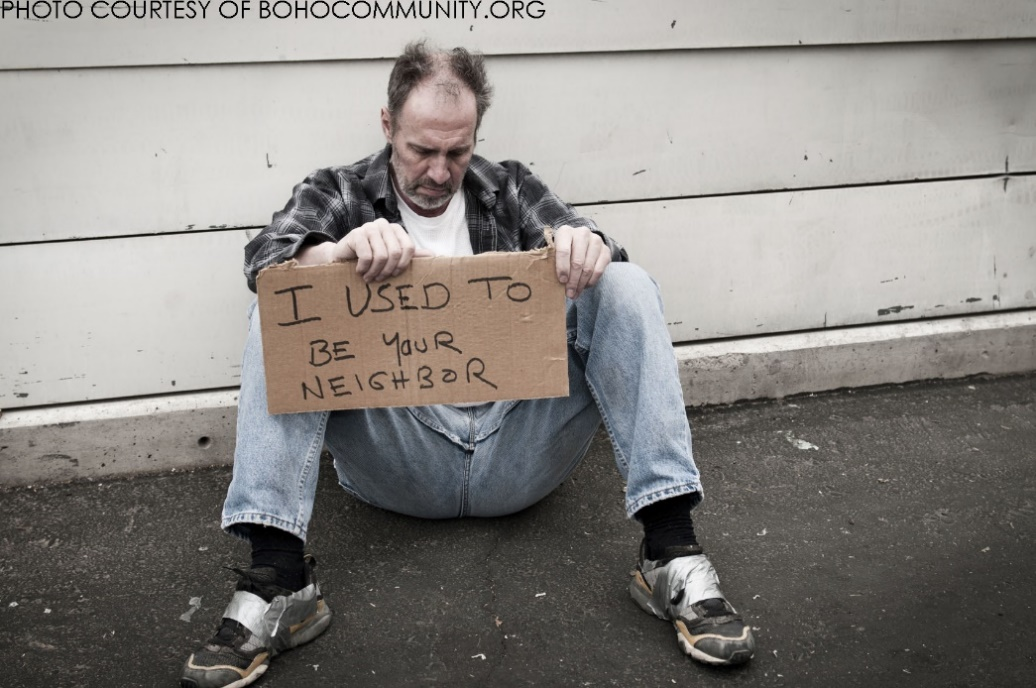 PHOTO COURTESY OF BOHOCOMMUNITY.ORG
I USED TO
BE YOUR
NEIGHBOR